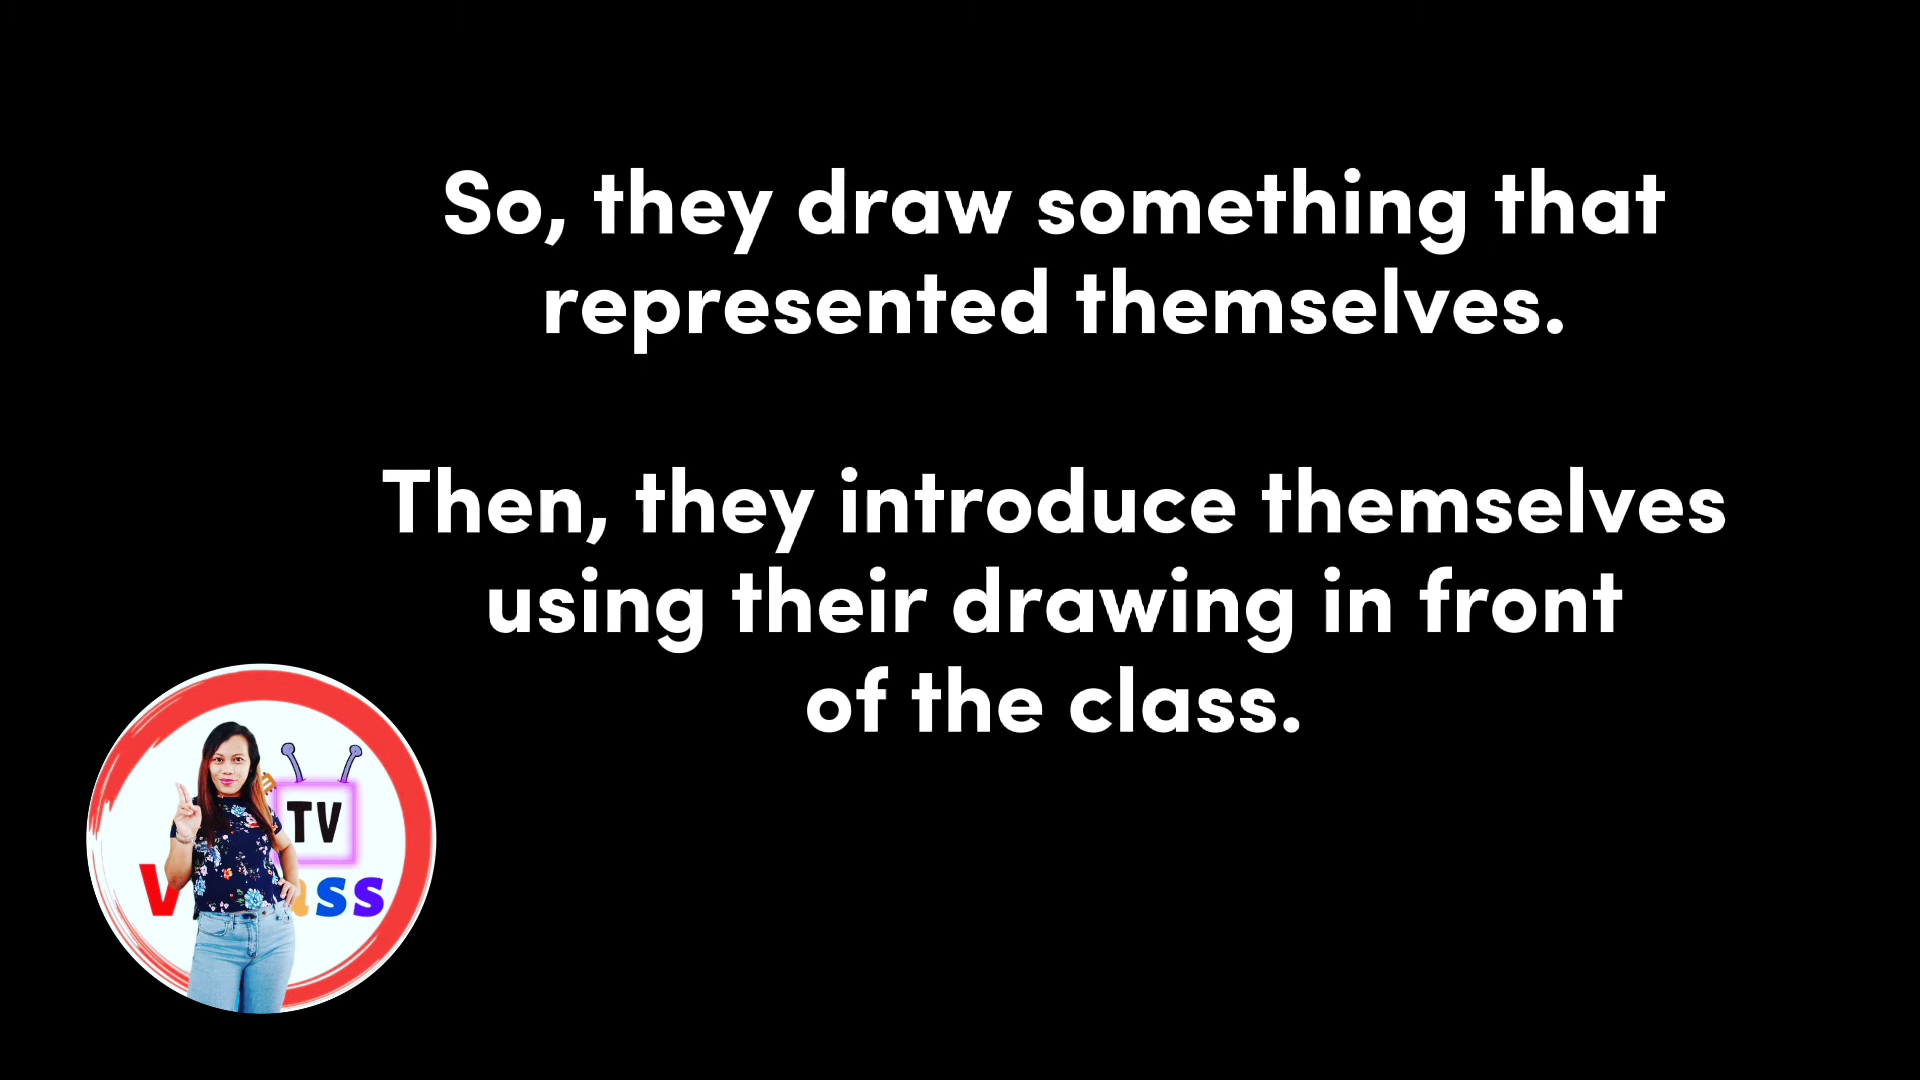 So, they draw something that
represented themselves.
Then, they introduce themselves
using their drawing in front
of the class.
TV